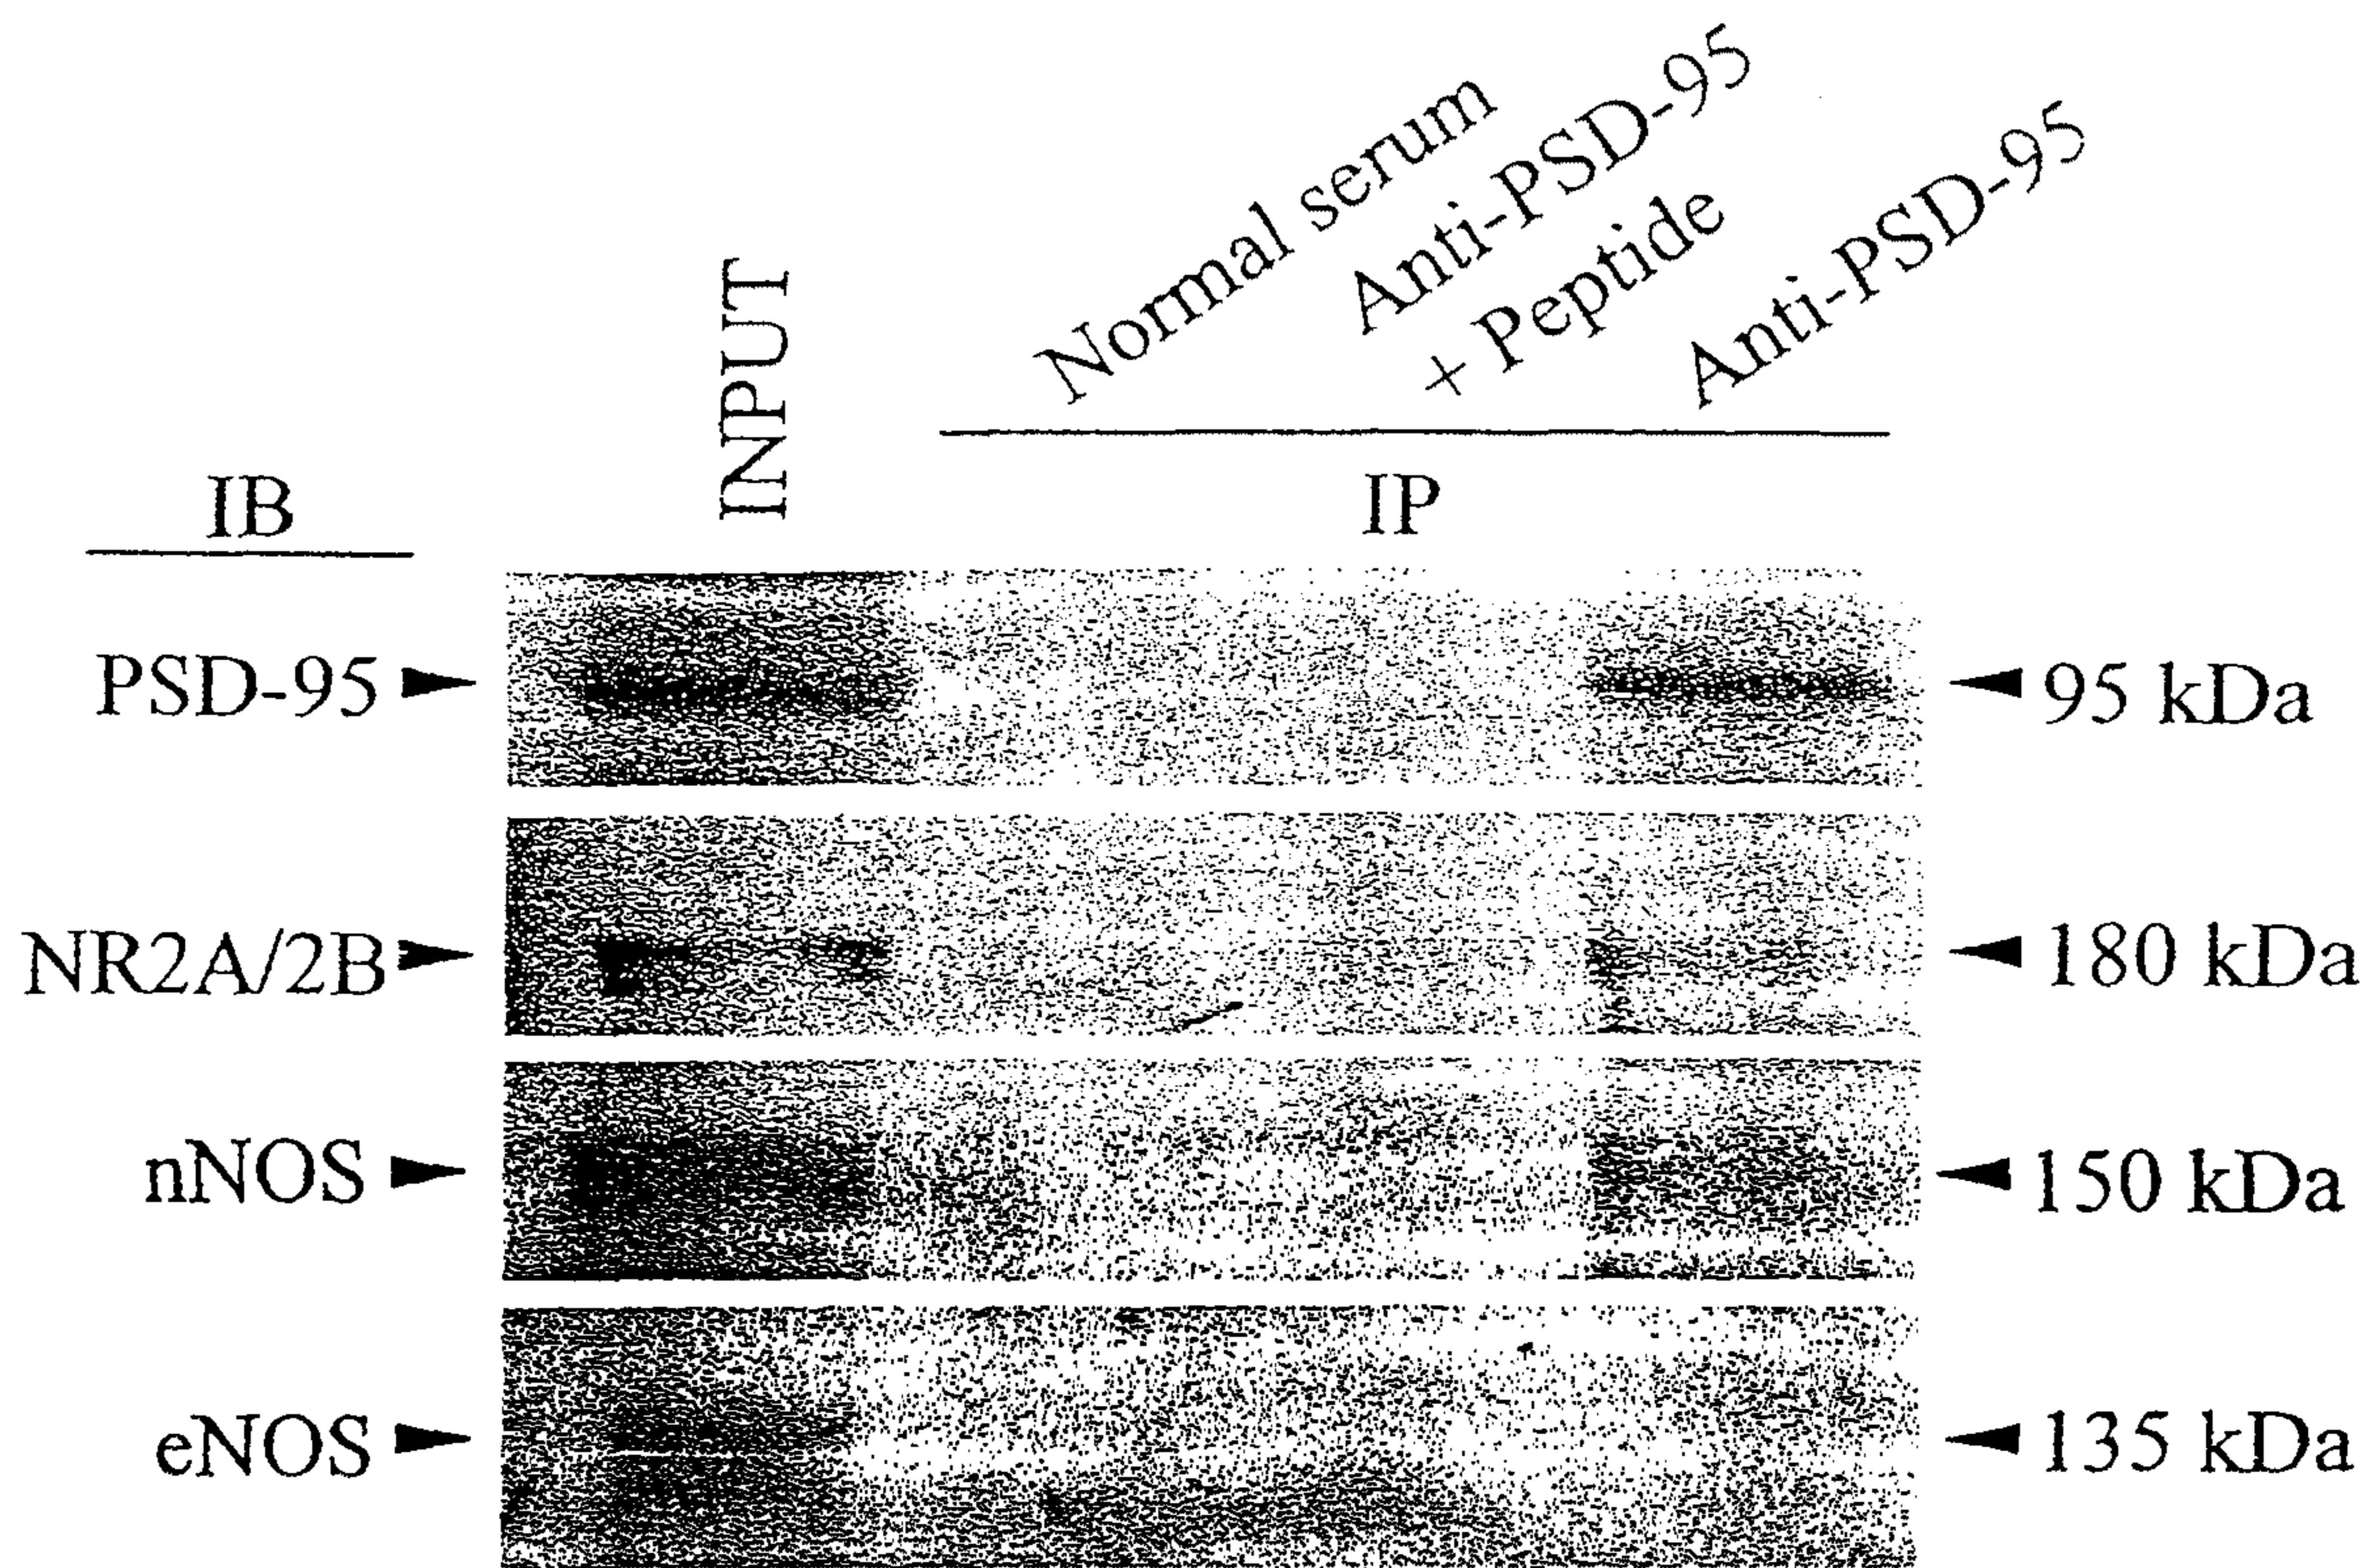 INPUT
Normal serum
Anti-PSD-95
+ Peptide
Anti-PSD-95
IB
IP
PSD-95
95 kDa
NR2A/2B
180 kDa
nNOS
150 kDa
eNOS
135 kDa